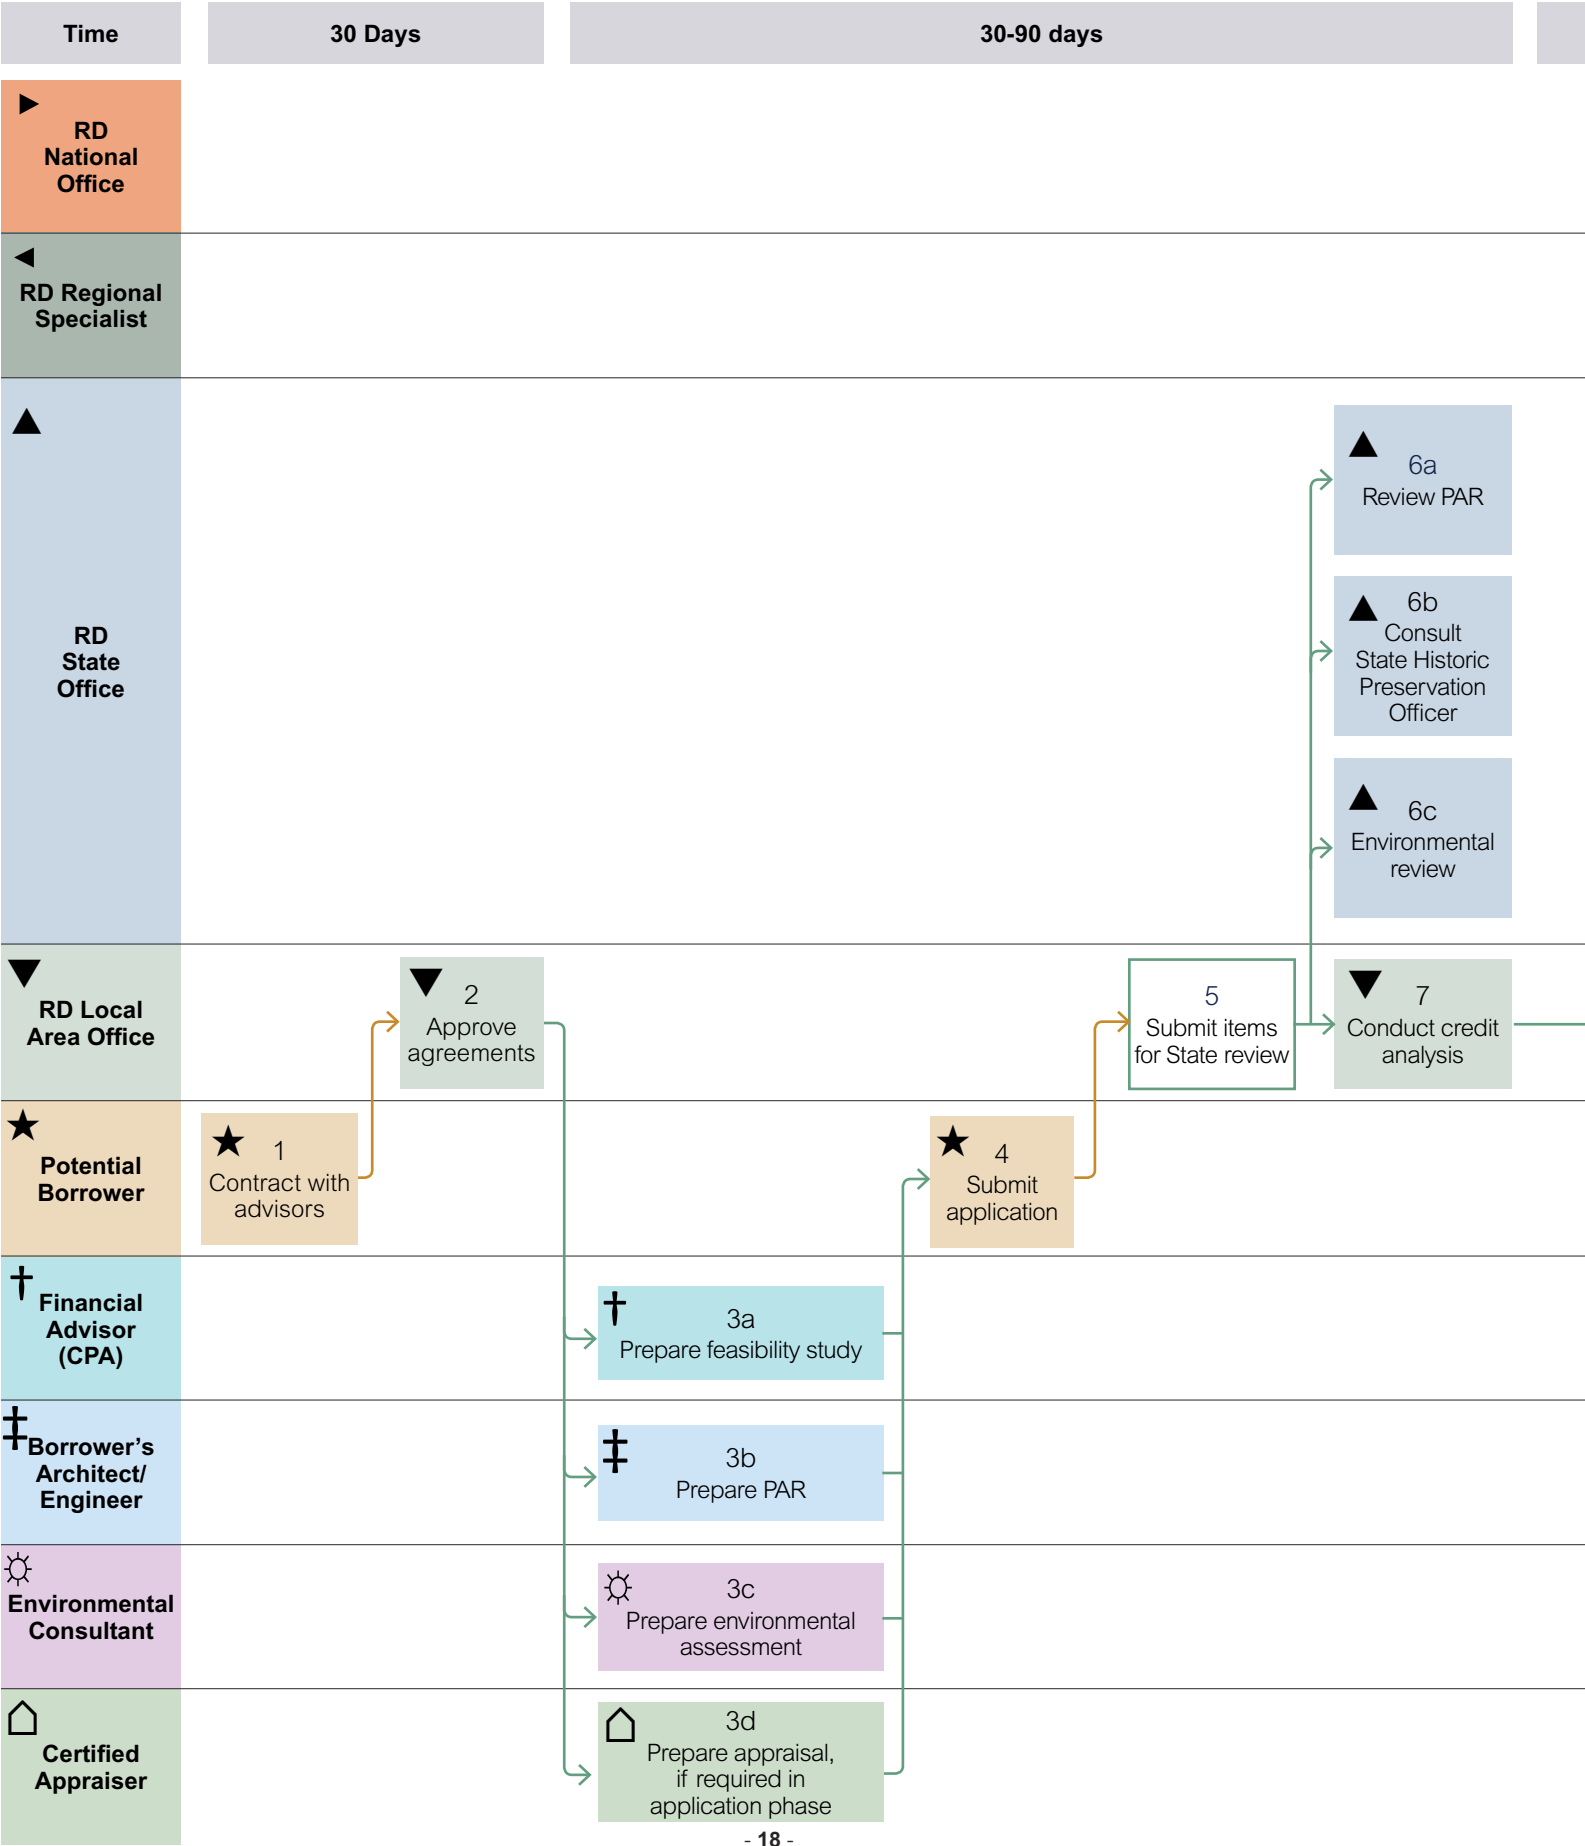 Time
30 Days
30-90 days
RD
National
Office
RD Regional
Specialist
RD
State
Office
6a
Review PAR
6b
Consult
State Historic
Preservation
Officer
6c
Environmental
review
RD Local
Area Office
2
Approve
agreements
5
Submit items
for State review
7
Conduct credit
analysis
Potential
Borrower
1
Contract with
advisors
4
Submit
application
Financial
Advisor
(CPA)
3a
Prepare feasibility study
Borrower’s
Architect/
Engineer
3b
Prepare PAR
Environmental
Consultant
3c
Prepare environmental
assessment
Certified
Appraiser
3d
Prepare appraisal,
if required in
application phase
- 18 -